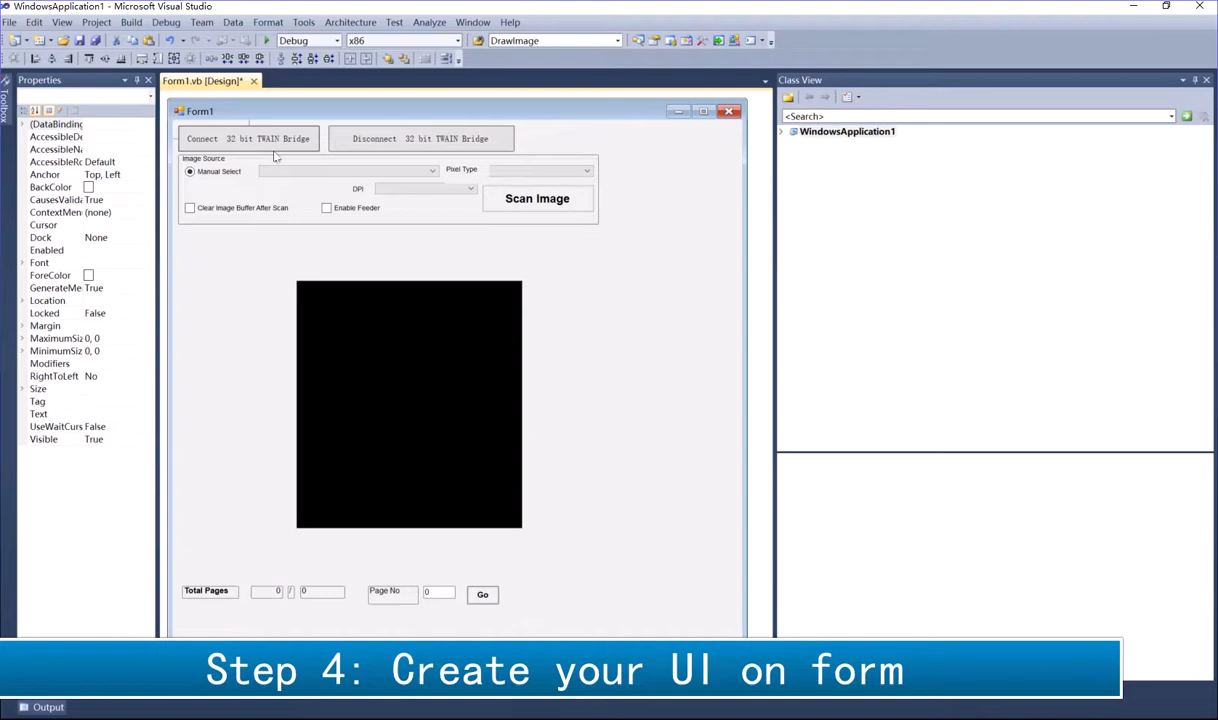 WindowsApplication1 - Microsoft Visual Studio
File Edit View Project Build Debug Team Data Format Tools Architecture Test Analyze Window Help
Debug x86 DrawImage
Toolbox
Properties
(DataBinding
AccessibleDe
AccessibleNa
AccessibleRo Default
Anchor Top, Left
BackColor
CausesValida True
ContextMen (none)
Cursor
Dock None
Enabled
Font
ForeColor
GenerateMe True
Location
Locked False
Margin
MaximumSiz 0, 0
MinimumSiz 0, 0
Modifiers
RightToLeft No
Size
Tag
Text
UseWaitCurs False
Visible True
Form1.vb [Design]*
Form1
Connect 32 bit TWAIN Bridge
Disconnect 32 bit TWAIN Bridge
Image Source
Manual Select
Pixel Type
DPI
Scan Image
Clear Image Buffer After Scan
Enable Feeder
Total Pages 0 / 0 Page No 0 Go
Class View
<Search>
WindowsApplication1
Step 4: Create your UI on form
Output